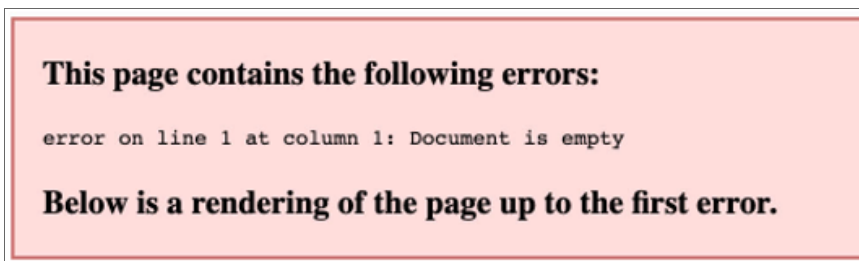 This page contains the following errors:
error on line 1 at column 1: Document is empty
Below is a rendering of the page up to the first error.